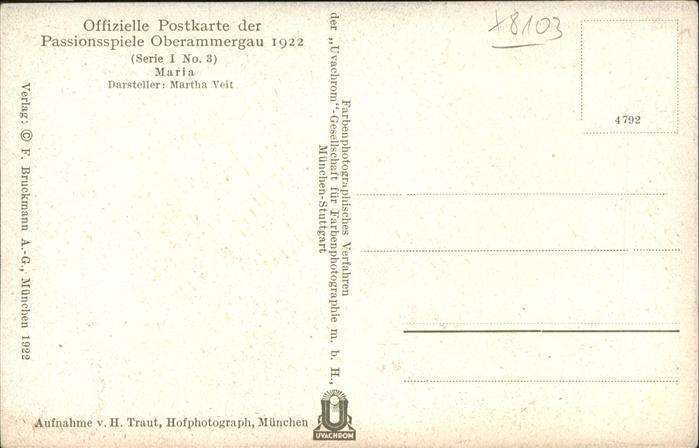 Offizielle Postkarte der
Passionsspiele Oberammergau 1922
(Serie I No. 3)
Maria
Darsteller: Martha Veit
Verlag: © F. Bruckmann A.-G., München 1922
Aufnahme v. H. Traut, Hofphotograph, München
Farbenphotographisches Verfahren
der „Uvachrom"-Gesellschaft für Farbenphotographie m. b. H.,
München-Stuttgart
U
UVACHROM
x8103
4792